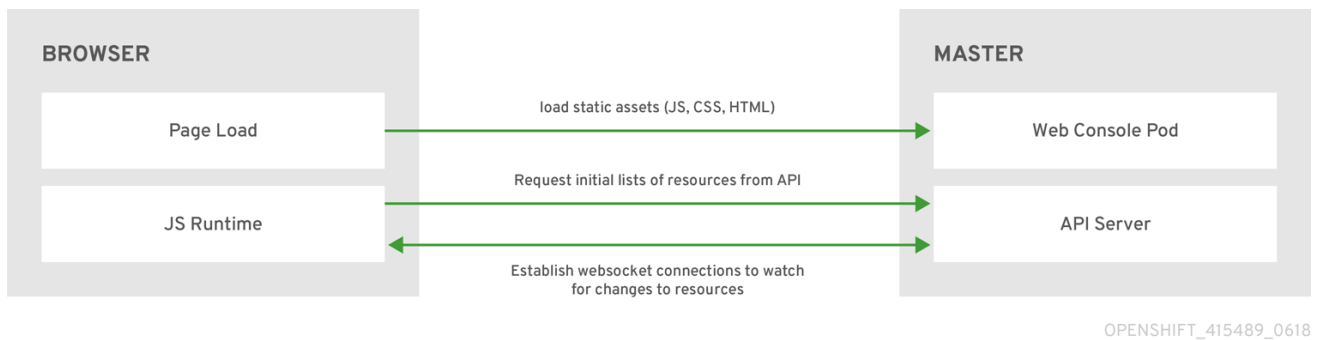 BROWSER
MASTER
Page Load
load static assets (JS, CSS, HTML)
Web Console Pod
Request initial lists of resources from API
JS Runtime
API Server
Establish websocket connections to watch
for changes to resources
OPENSHIFT_415489_0618